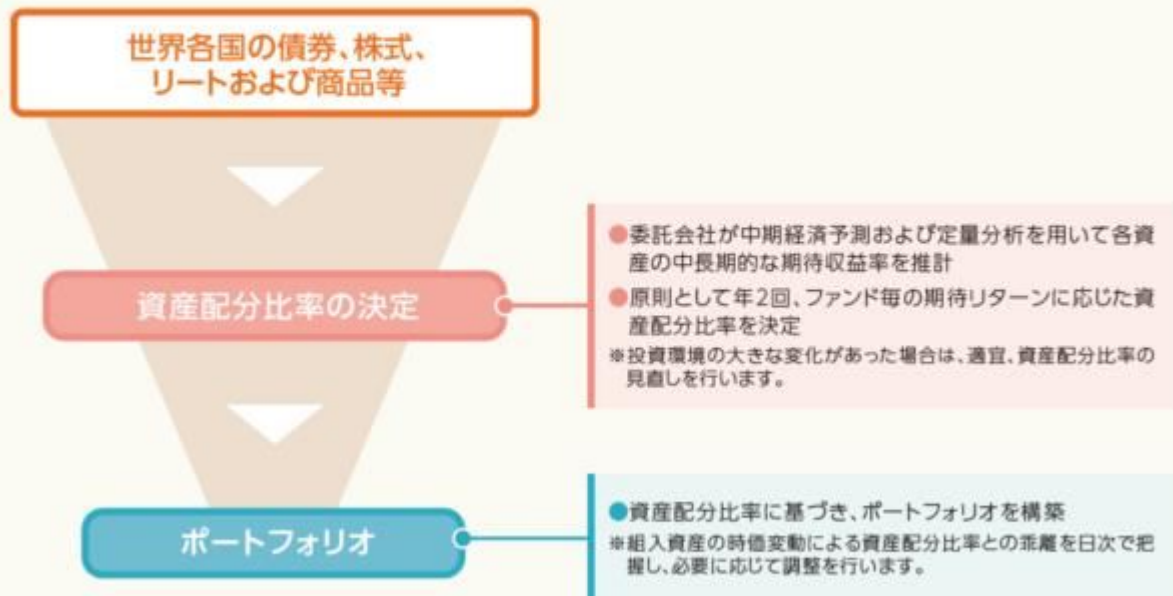 世界各国の債券、株式、
リートおよび商品等
資産配分比率の決定
●委託会社が中期経済予測および定量分析を用いて各資
産の中長期的な期待収益率を推計
●原則として年2回、ファンド毎の期待リターンに応じた資
産配分比率を決定
※投資環境の大きな変化があった場合は、適宜、資産配分比率の
見直しを行います。
ポートフォリオ
●資産配分比率に基づき、ポートフォリオを構築
※組入資産の時価変動による資産配分比率との乖離を日次で把
握し、必要に応じて調整を行います。